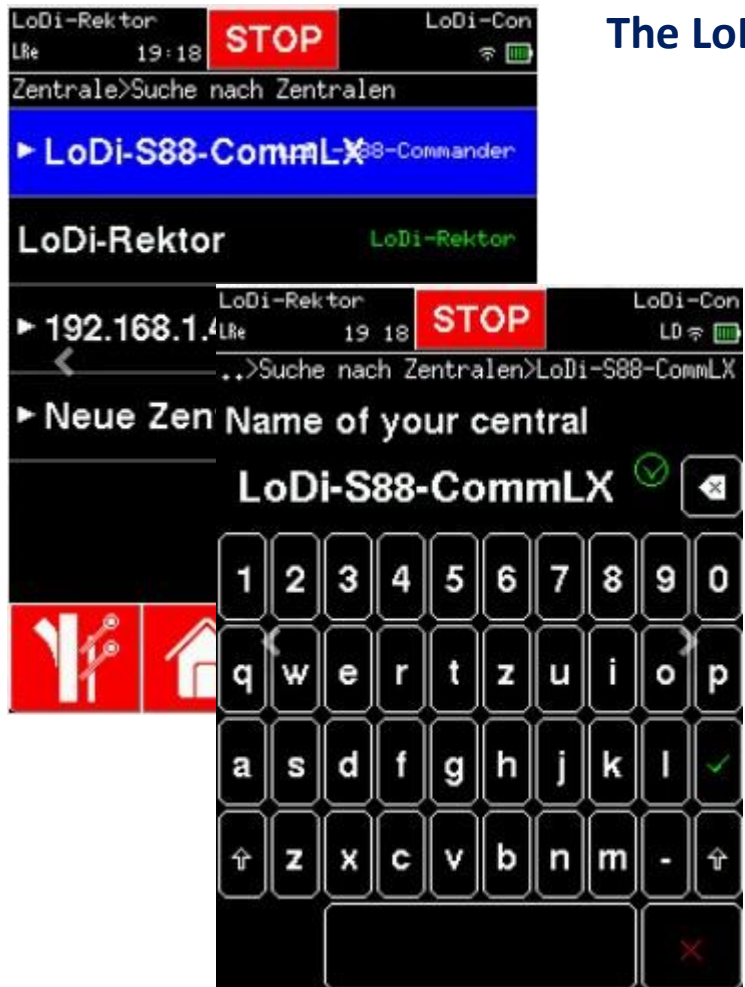 The LoD
LoDi-Rektor LoDi-Con
LRe 19:18 STOP
Zentrale>Suche nach Zentralen
LoDi-S88-CommLX S88-Commander
LoDi-Rektor LoDi-Rektor
192.168.1.4
Neue Zen
LoDi-Rektor LoDi-Con
LRe 19 18 STOP LD
..>Suche nach Zentralen>LoDi-S88-CommLX
Name of your central
LoDi-S88-CommLX
1 2 3 4 5 6 7 8 9 0
q w e r t z u i o p
a s d f g h j k l
z x c v b n m -